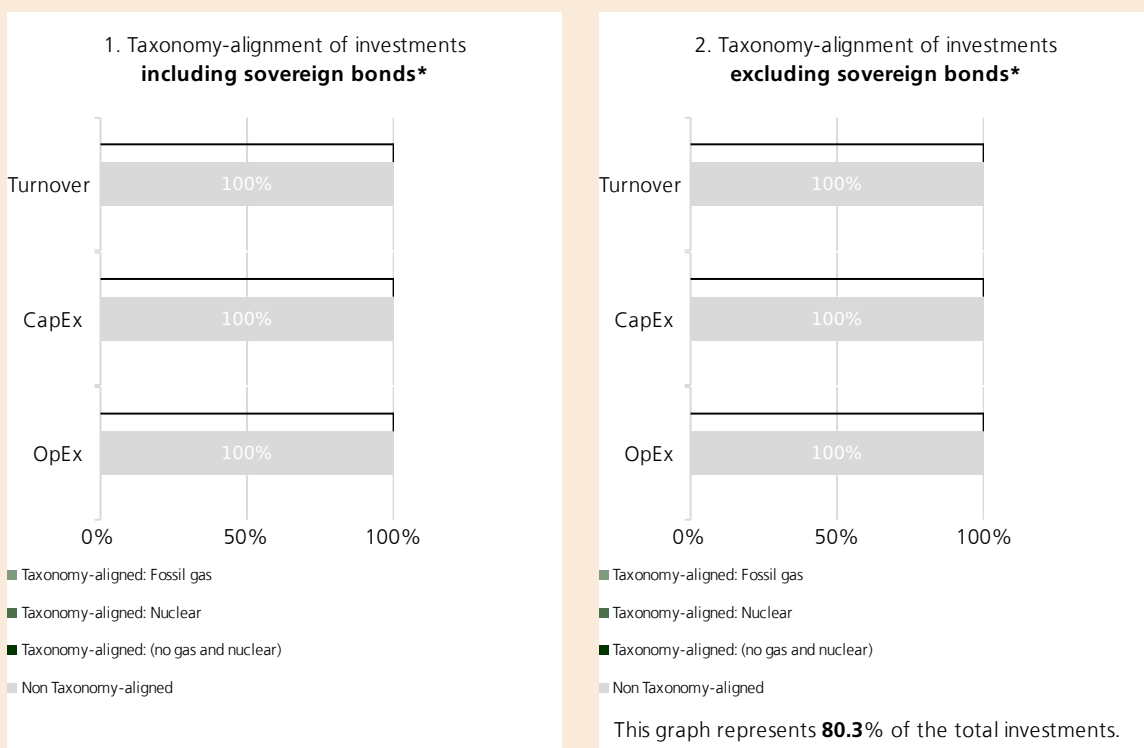 1. Taxonomy-alignment of investments
including sovereign bonds*
Turnover
100%
CapEx
100%
OpEx
100%
0% 50% 100%
Taxonomy-aligned: Fossil gas
Taxonomy-aligned: Nuclear
Taxonomy-aligned: (no gas and nuclear)
Non Taxonomy-aligned
2. Taxonomy-alignment of investments
excluding sovereign bonds*
Turnover
100%
CapEx
100%
OpEx
100%
0% 50% 100%
Taxonomy-aligned: Fossil gas
Taxonomy-aligned: Nuclear
Taxonomy-aligned: (no gas and nuclear)
Non Taxonomy-aligned
This graph represents 80.3% of the total investments.